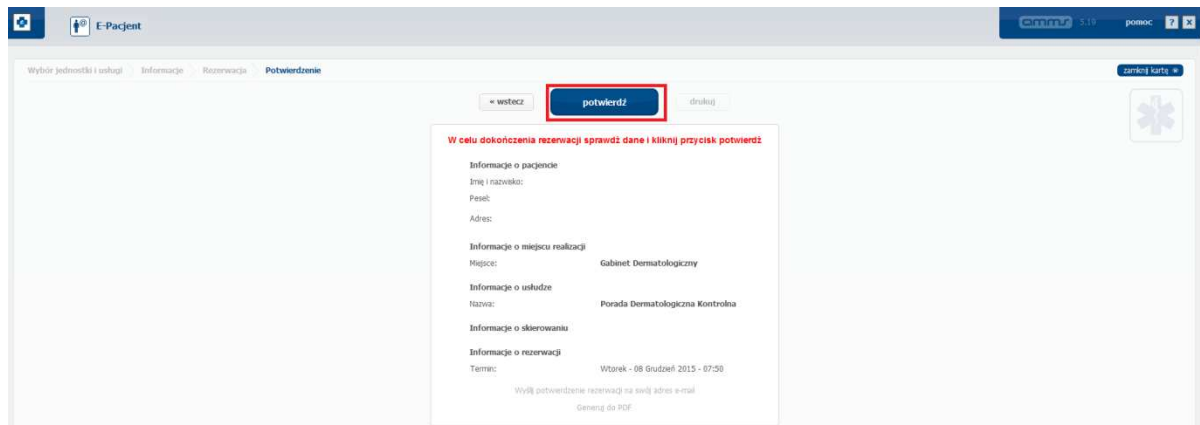 E-Pacjent
amms 5.19 pomoc ? x
Wybór jednostki i usługi Informacje Rezerwacja Potwierdzenie zamknij kartę
« wstecz potwierdź drukuj
W celu dokończenia rezerwacji sprawdź dane i kliknij przycisk potwierdź
Informacje o pacjencie
Imię i nazwisko:
Pesel:
Adres:
Informacje o miejscu realizacji
Miejsce: Gabinet Dermatologiczny
Informacje o usłudze
Nazwa: Porada Dermatologiczna Kontrolna
Informacje o skierowaniu
Informacje o rezerwacji
Termin: Wtorek - 08 Grudzień 2015 - 07:50
Wyślij potwierdzenie rezerwacji na swój adres e-mail
Generuj do PDF